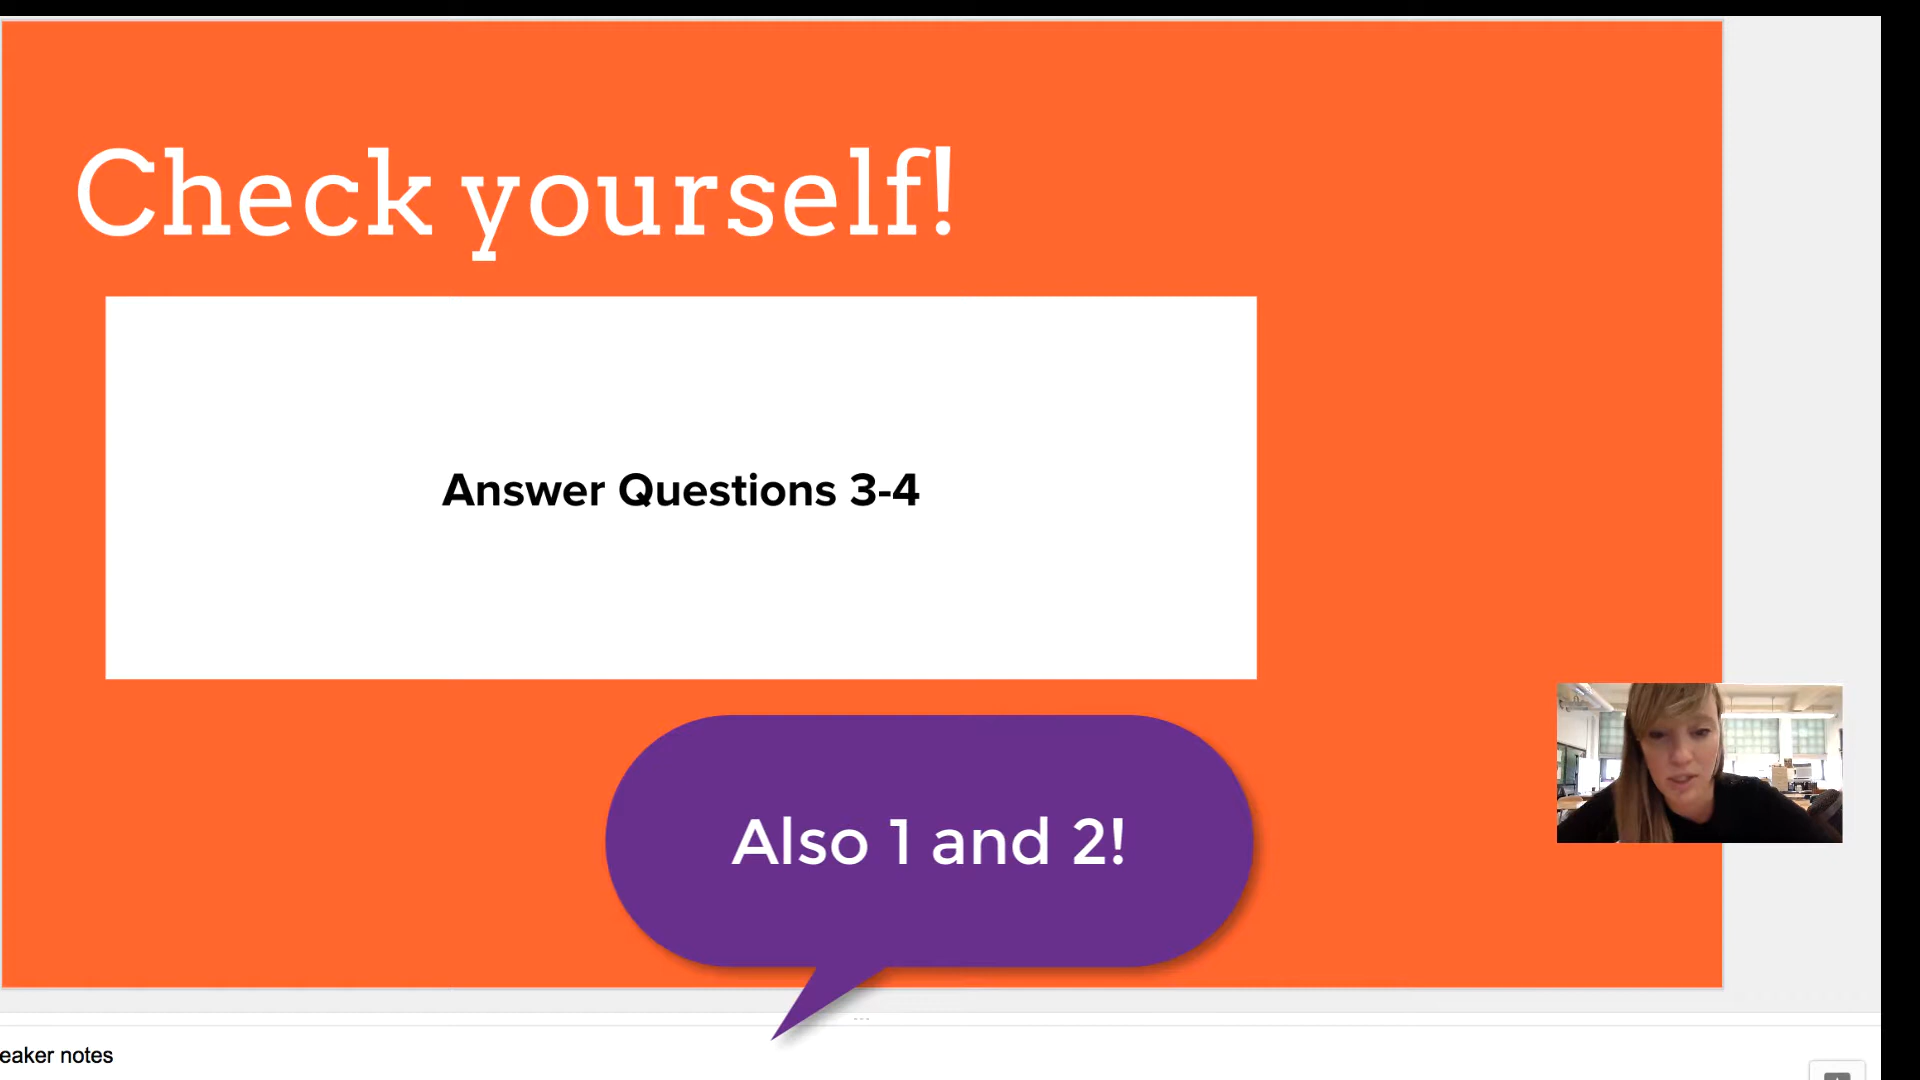 Check yourself!
Answer Questions 3-4
Also 1 and 2!
eaker notes